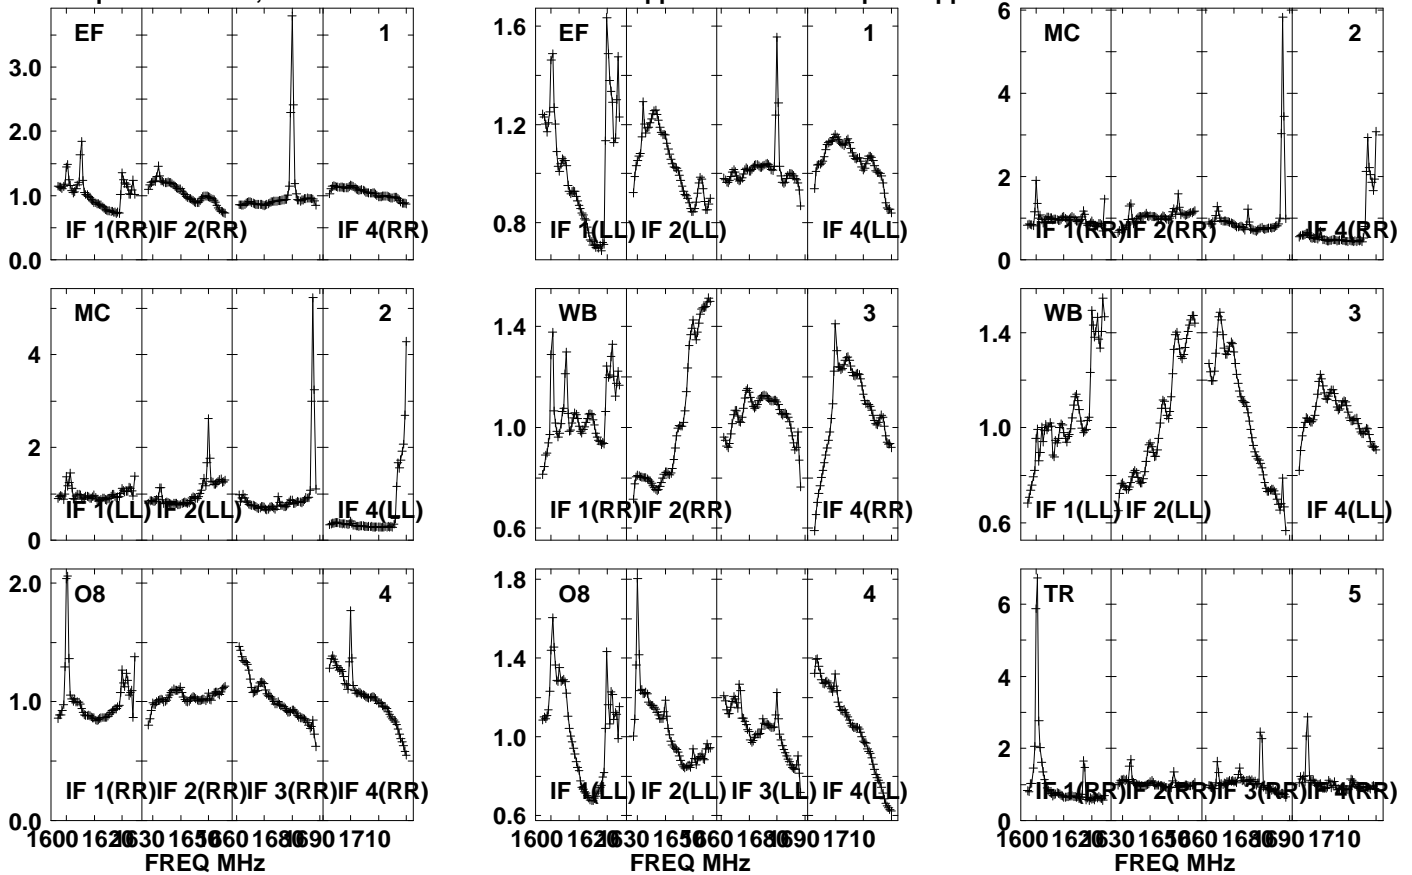 EF 1 EF 1 MC 2
3.0 2.0 1.0 0.0
1.6 1.2 0.8
6 4 2 0
IF 1(RR) IF 2(RR) IF 4(RR)
IF 1(LL) IF 2(LL) IF 4(LL)
IF 1(RR) IF 2(RR) IF 4(RR)
MC 2 WB 3 WB 3
4 2 0
1.4 1.0 0.6
1.4 1.0 0.6
IF 1(LL) IF 2(LL) IF 4(LL)
IF 1(RR) IF 2(RR) IF 4(RR)
IF 1(LL) IF 2(LL) IF 4(LL)
O8 4 O8 4 TR 5
2.0 1.0 0.0
1.8 1.4 1.0 0.6
6 4 2 0
IF 1(RR) IF 2(RR) IF 3(RR) IF 4(RR)
IF 1(LL) IF 2(LL) IF 3(LL) IF 4(LL)
IF 1(RR) IF 2(RR) IF 3(RR) IF 4(RR)
1600 1620 1630 1650 1660 1680 1690 1710
1600 1620 1630 1650 1660 1680 1690 1710
1600 1620 1630 1650 1660 1680 1690 1710
FREQ MHz FREQ MHz FREQ MHz